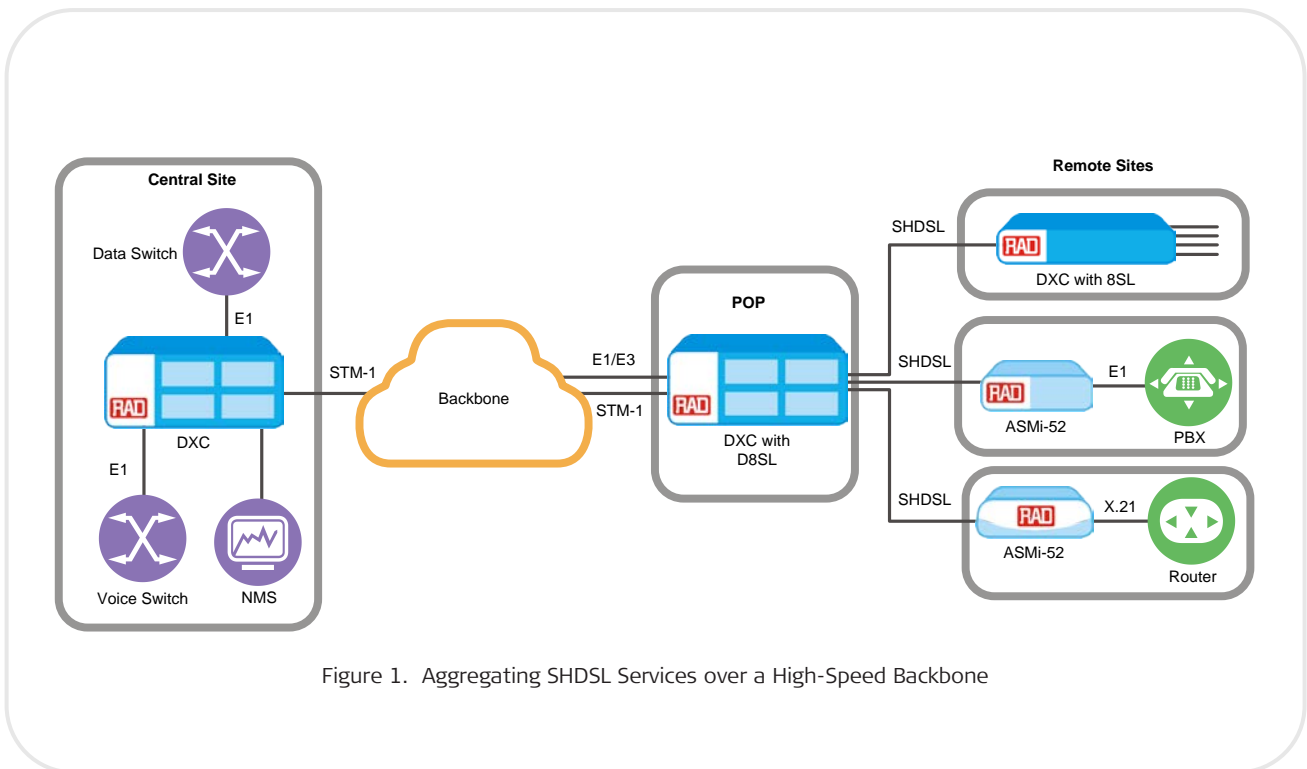 Central Site
Data Switch
E1
RAD
DXC
E1
Voice Switch
NMS
STM-1
Backbone
E1/E3
STM-1
POP
RAD
DXC with
D8SL
Remote Sites
SHDSL
RAD
DXC with 8SL
SHDSL
RAD
ASMi-52
E1
PBX
SHDSL
RAD
ASMi-52
X.21
Router
Figure 1. Aggregating SHDSL Services over a High-Speed Backbone